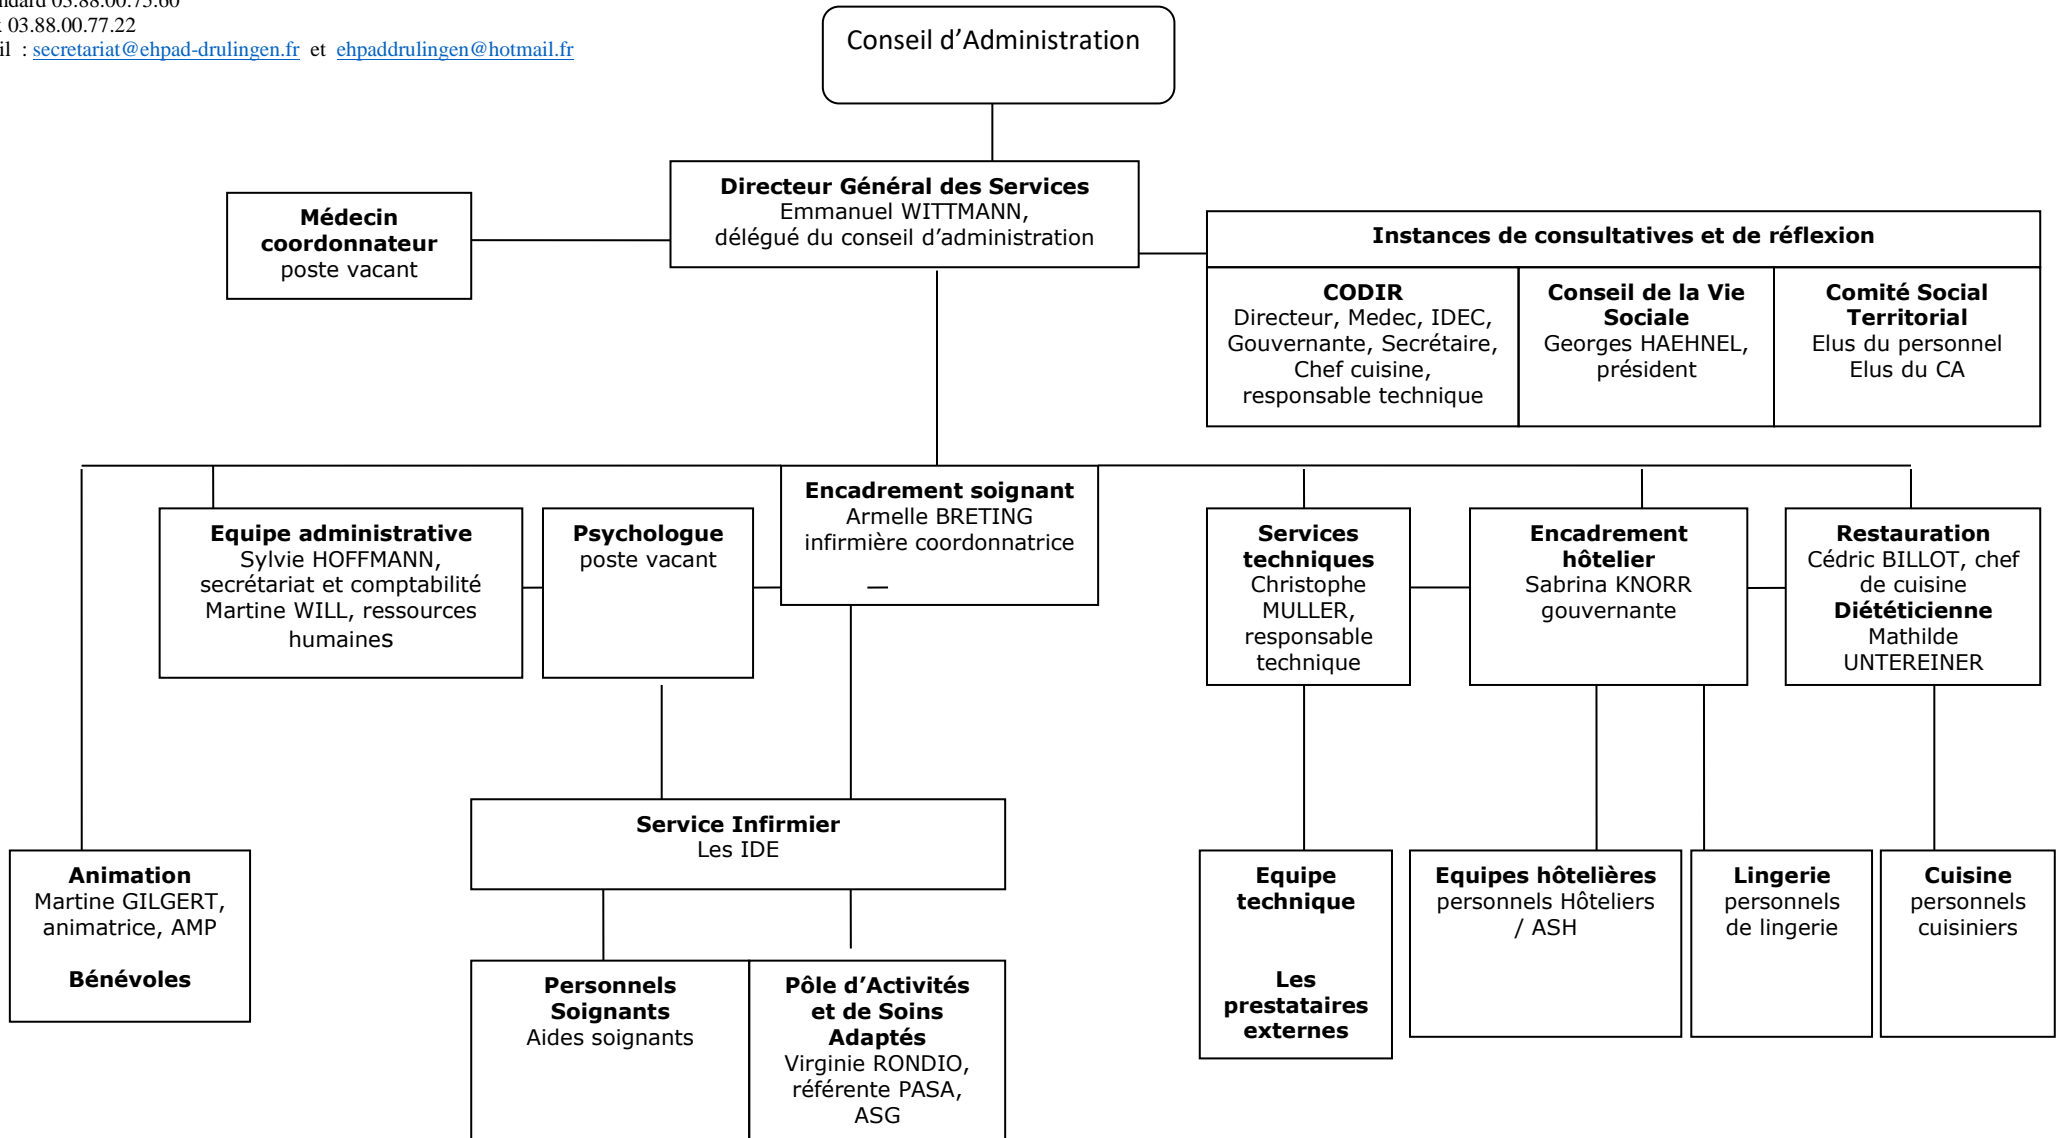 03.88.00.77.22
: secretariat@ehpad-drulingen.fr et ehpaddrulingen@hotmail.fr
Conseil d’Administration
Directeur Général des Services
Emmanuel WITTMANN,
délégué du conseil d’administration
Médecin
coordonnateur
poste vacant
Instances de consultatives et de réflexion
CODIR
Directeur, Medec, IDEC,
Gouvernante, Secrétaire,
Chef cuisine,
responsable technique
Conseil de la Vie
Sociale
Georges HAEHNEL,
président
Comité Social
Territorial
Elus du personnel
Elus du CA
Equipe administrative
Sylvie HOFFMANN,
secrétariat et comptabilité
Martine WILL, ressources
humaines
Psychologue
poste vacant
Encadrement soignant
Armelle BRETING
infirmière coordonnatrice
Services
techniques
Christophe
MULLER,
responsable
technique
Encadrement
hôtelier
Sabrina KNORR
gouvernante
Restauration
Cédric BILLOT, chef
de cuisine
Diététicienne
Mathilde
UNTEREINER
Service Infirmier
Les IDE
Animation
Martine GILGERT,
animatrice, AMP
Bénévoles
Personnels
Soignants
Aides soignants
Pôle d’Activités
et de Soins
Adaptés
Virginie RONDIO,
référente PASA,
ASG
Equipe
technique
Les
prestataires
externes
Equipes hôtelières
personnels Hôteliers
/ ASH
Lingerie
personnels
de lingerie
Cuisine
personnels
cuisiniers